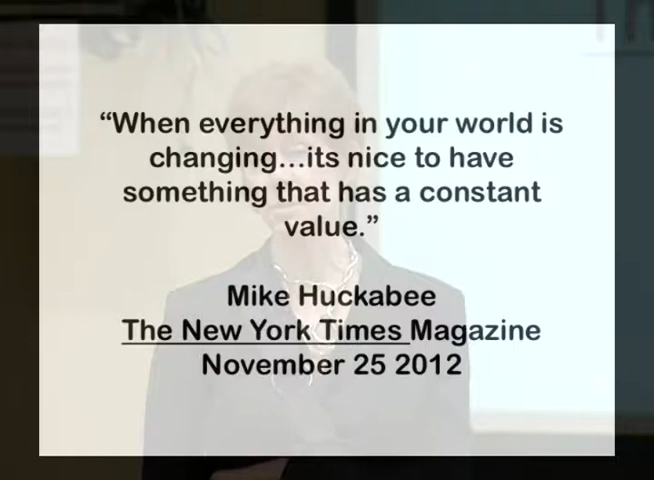 “When everything in your world is
changing...its nice to have
something that has a constant
value.”
Mike Huckabee
The New York Times Magazine
November 25 2012